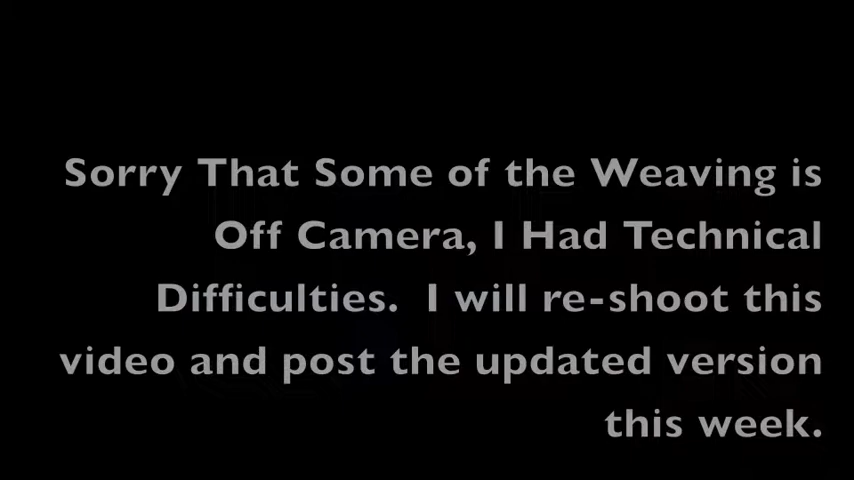 Sorry That Some of the Weaving is
Off Camera, I Had Technical
Difficulties.  I will re-shoot this
video and post the updated version
this week.